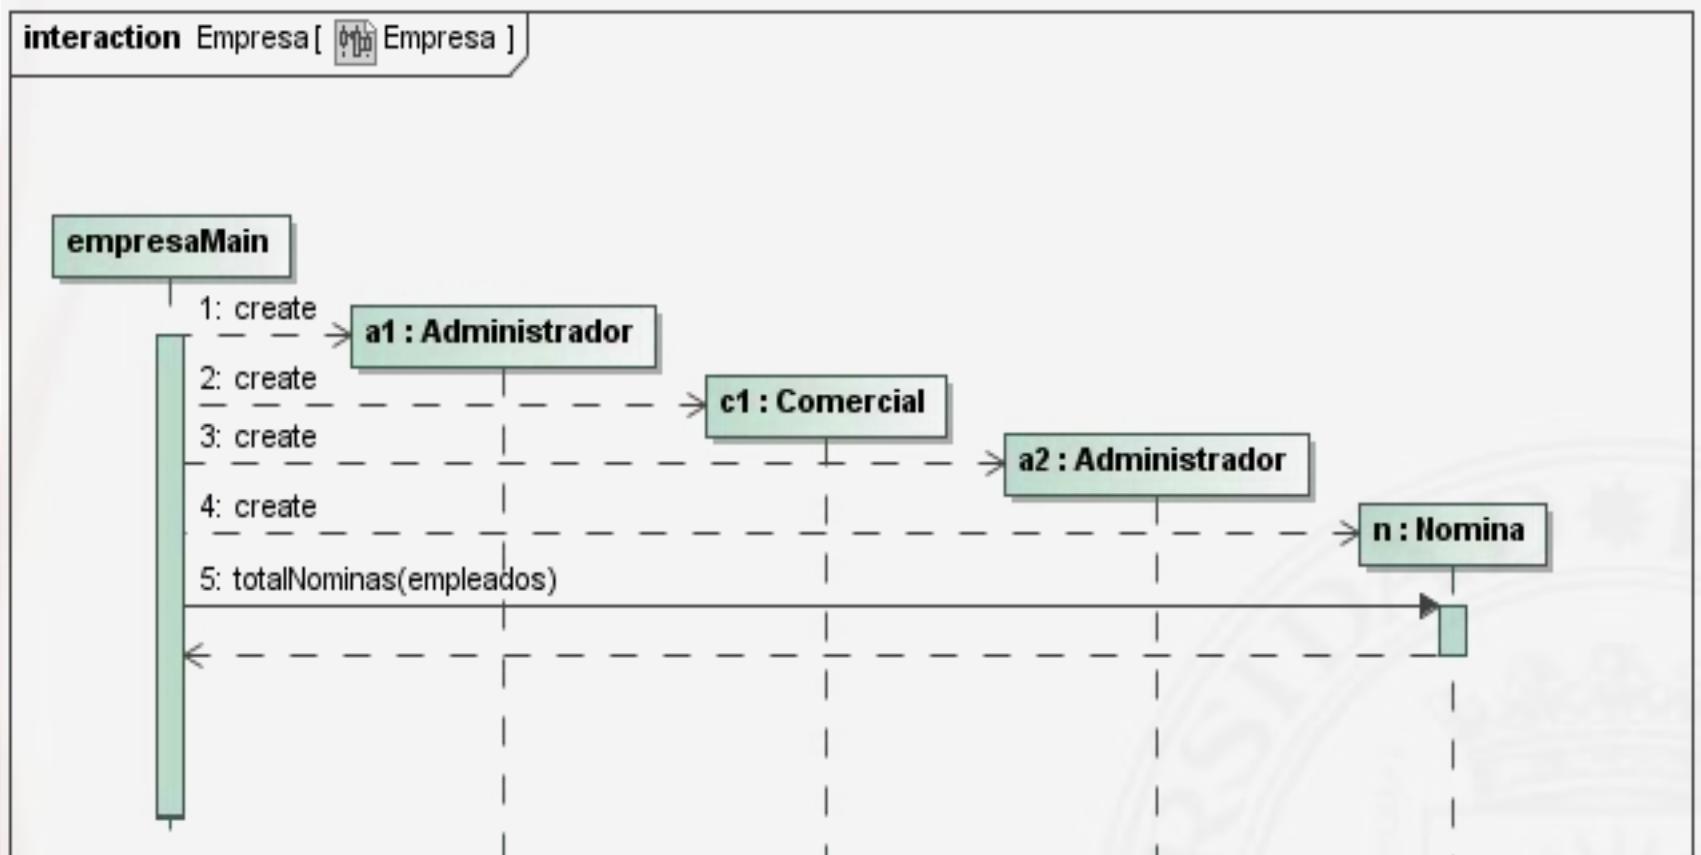 interaction Empresa [ Empresa ]
empresaMain
1: create
a1 : Administrador
2: create
c1 : Comercial
3: create
a2 : Administrador
4: create
n : Nomina
5: totalNominas(empleados)